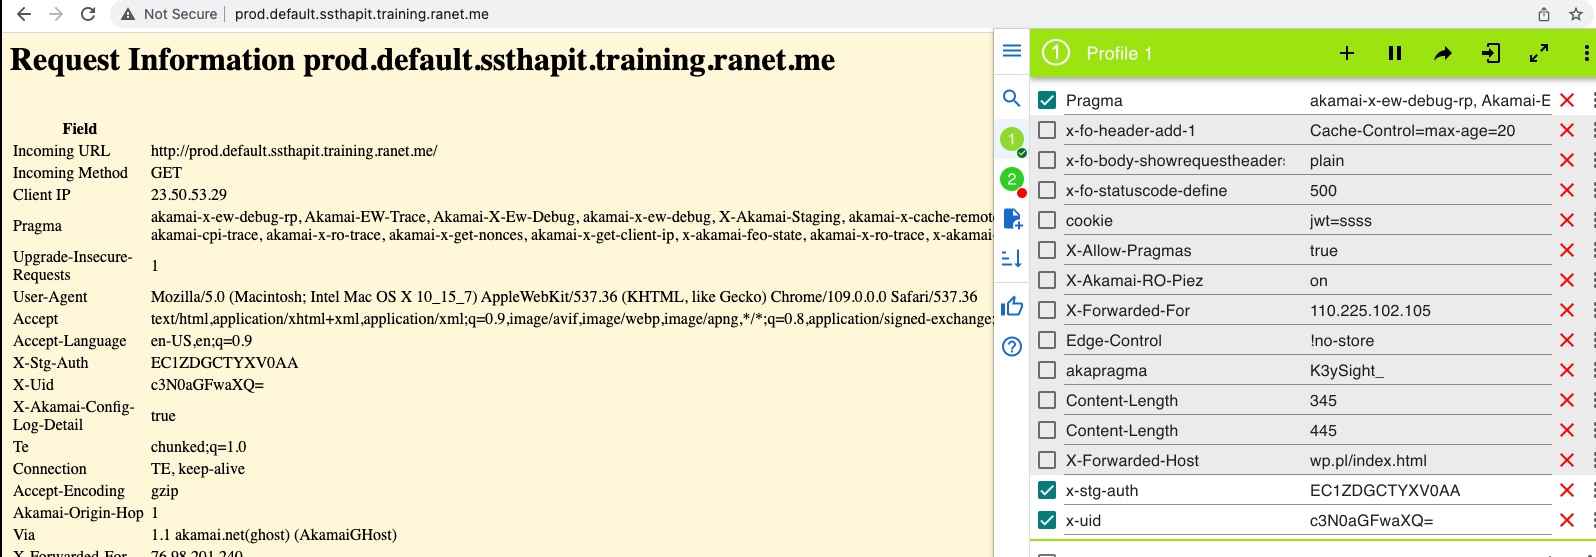 Not Secure | prod.default.ssthapit.training.ranet.me
Request Information prod.default.ssthapit.training.ranet.me
Field
Incoming URL http://prod.default.ssthapit.training.ranet.me/
Incoming Method GET
Client IP 23.50.53.29
Pragma akamai-x-ew-debug-rp, Akamai-EW-Trace, Akamai-X-Ew-Debug, akamai-x-ew-debug, X-Akamai-Staging, akamai-x-cache-remot
akamai-cpi-trace, akamai-x-ro-trace, akamai-x-get-nonces, akamai-x-get-client-ip, x-akamai-feo-state, akamai-x-ro-trace, x-akamai-
Upgrade-Insecure-
Requests 1
User-Agent Mozilla/5.0 (Macintosh; Intel Mac OS X 10_15_7) AppleWebKit/537.36 (KHTML, like Gecko) Chrome/109.0.0.0 Safari/537.36
Accept text/html,application/xhtml+xml,application/xml;q=0.9,image/avif,image/webp,image/apng,*/*;q=0.8,application/signed-exchange;
Accept-Language en-US,en;q=0.9
X-Stg-Auth EC1ZDGCTYXV0AA
X-Uid c3N0aGFwaXQ=
X-Akamai-Config-
Log-Detail true
Te chunked;q=1.0
Connection TE, keep-alive
Accept-Encoding gzip
Akamai-Origin-Hop 1
Via 1.1 akamai.net(ghost) (AkamaiGHost)
X-Forwarded-For 76.98.201.240
1 Profile 1
1
2
Pragma akamai-x-ew-debug-rp, Akamai-E
x-fo-header-add-1 Cache-Control=max-age=20
x-fo-body-showrequestheaders plain
x-fo-statuscode-define 500
cookie jwt=ssss
X-Allow-Pragmas true
X-Akamai-RO-Piez on
X-Forwarded-For 110.225.102.105
Edge-Control !no-store
akapragma K3ySight_
Content-Length 345
Content-Length 445
X-Forwarded-Host wp.pl/index.html
x-stg-auth EC1ZDGCTYXV0AA
x-uid c3N0aGFwaXQ=